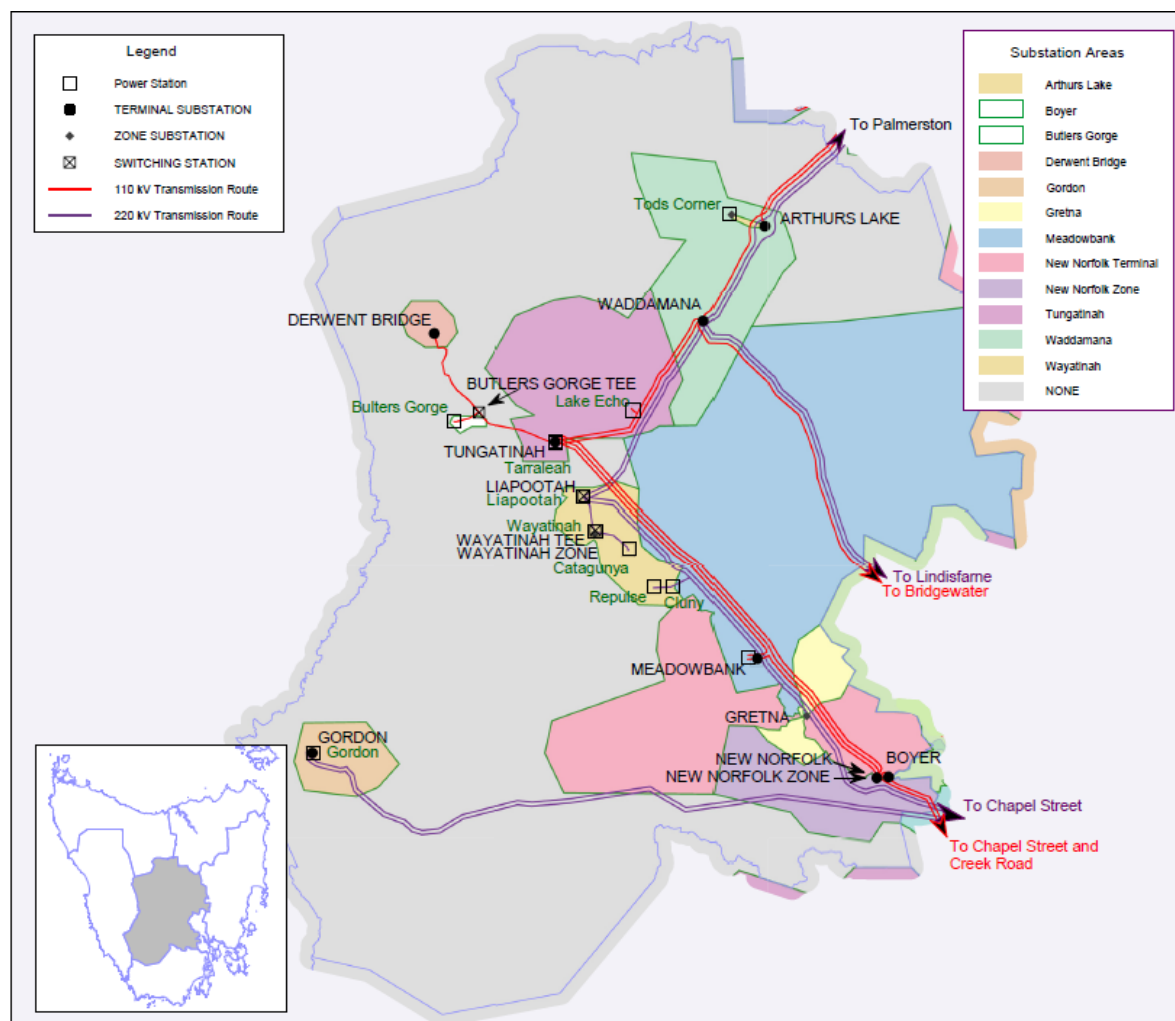 Legend
Power Station
TERMINAL SUBSTATION
ZONE SUBSTATION
SWITCHING STATION
110 kV Transmission Route
220 kV Transmission Route
Substation Areas
Arthurs Lake
Boyer
Butlers Gorge
Derwent Bridge
Gordon
Gretna
Meadowbank
New Norfolk Terminal
New Norfolk Zone
Tungatinah
Waddamana
Wayatinah
NONE
To Palmerston
Tods Corner
ARTHURS LAKE
WADDAMANA
DERWENT BRIDGE
BUTLERS GORGE TEE
Lake Echo
Bulters Gorge
TUNGATINAH
Tarraleah
LIAPOOTAH
Liapootah
Wayatinah
WAYATINAH TEE
WAYATINAH ZONE
Catagunya
To Lindisfarne
To Bridgewater
Repulse
Cluny
MEADOWBANK
GRETNA
GORDON
Gordon
NEW NORFOLK
BOYER
NEW NORFOLK ZONE
To Chapel Street
To Chapel Street and
Creek Road